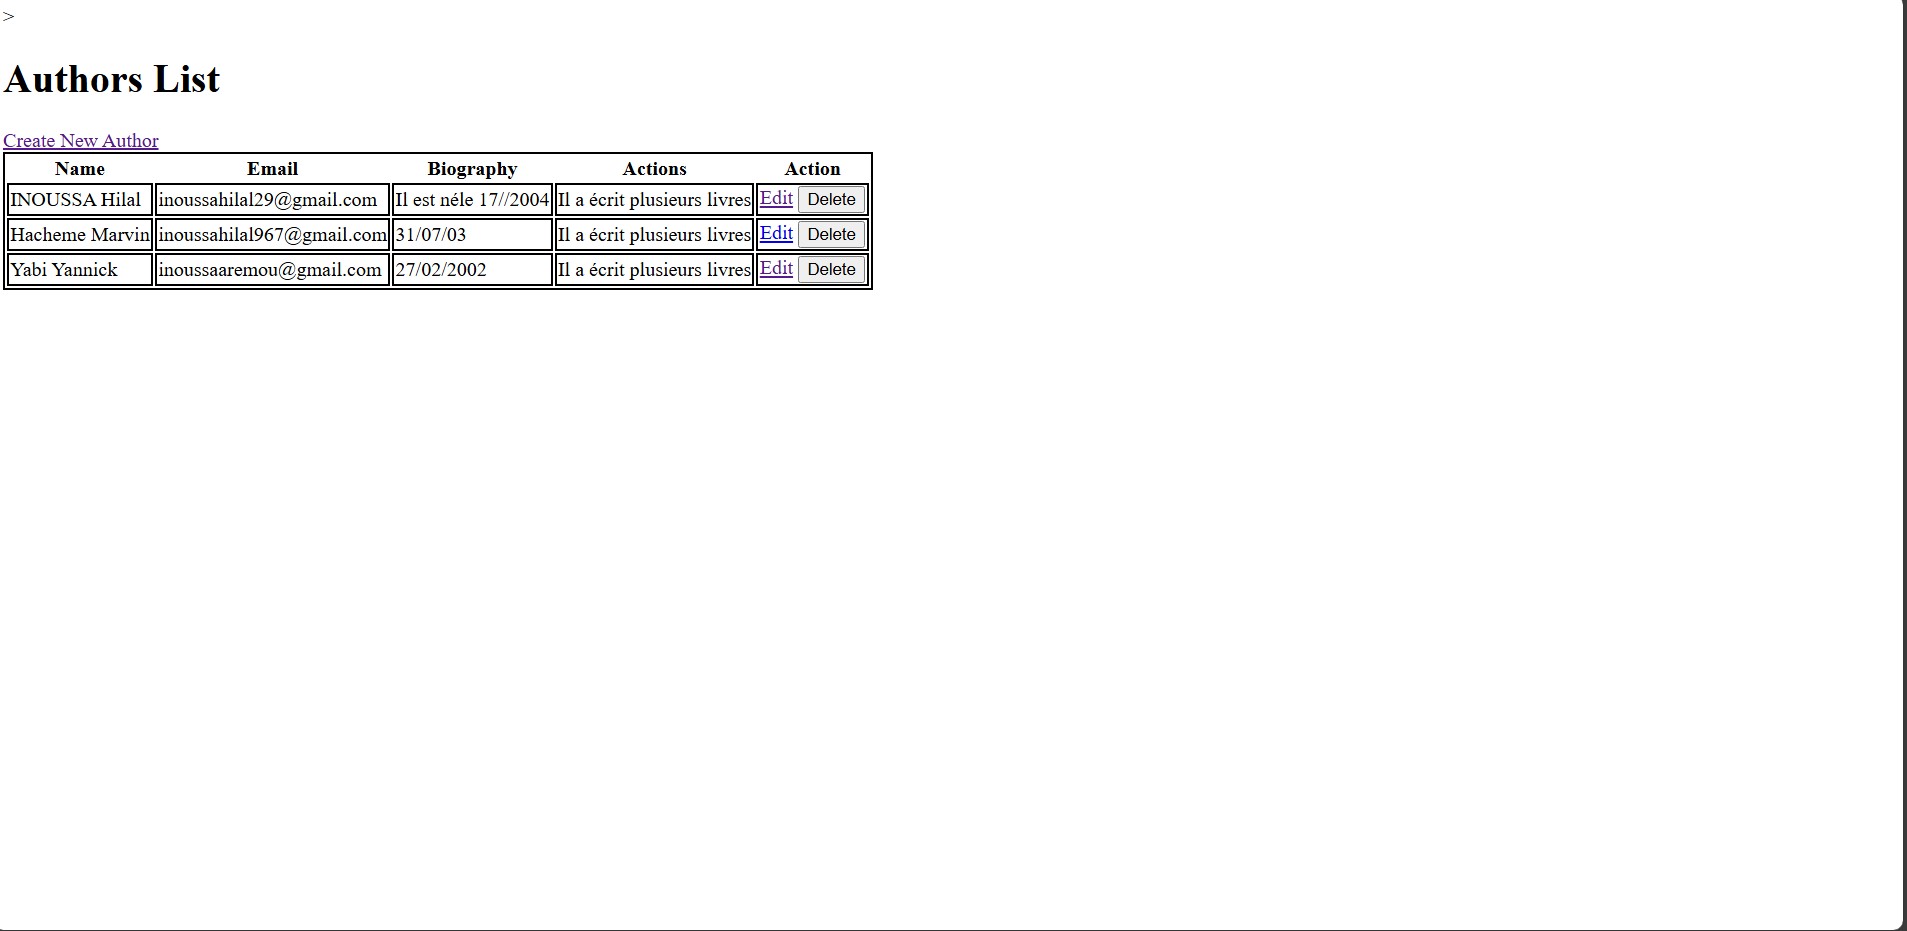 >
Authors List
Create New Author
Name Email Biography Actions Action
INOUSSA Hilal inoussahilal29@gmail.com Il est néle 17//2004 Il a écrit plusieurs livres Edit Delete
Hacheme Marvin inoussahilal967@gmail.com 31/07/03 Il a écrit plusieurs livres Edit Delete
Yabi Yannick inoussaaremou@gmail.com 27/02/2002 Il a écrit plusieurs livres Edit Delete